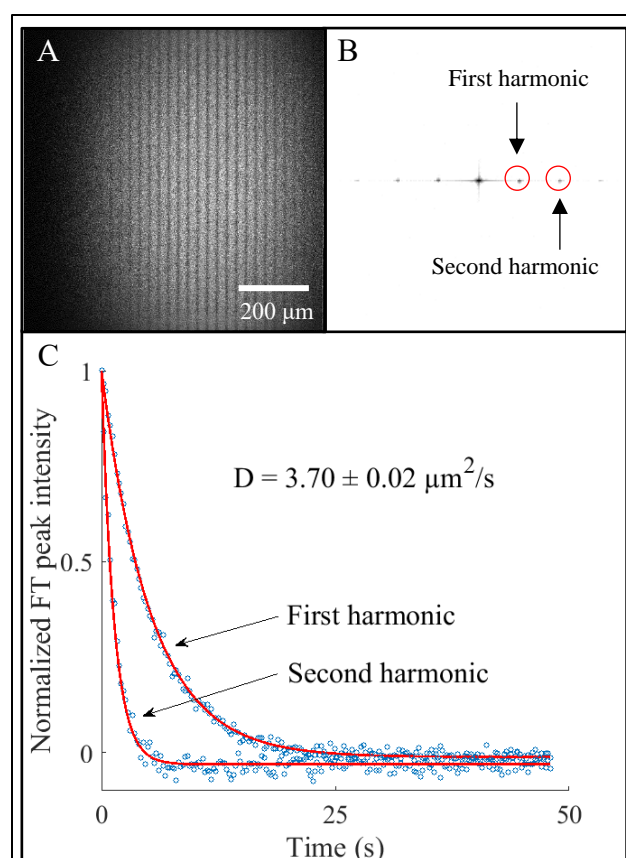 A
200 μm
B
First harmonic
Second harmonic
C
Normalized FT peak intensity
1
0.5
0
D = 3.70 ± 0.02 μm²/s
First harmonic
Second harmonic
0
25
50
Time (s)